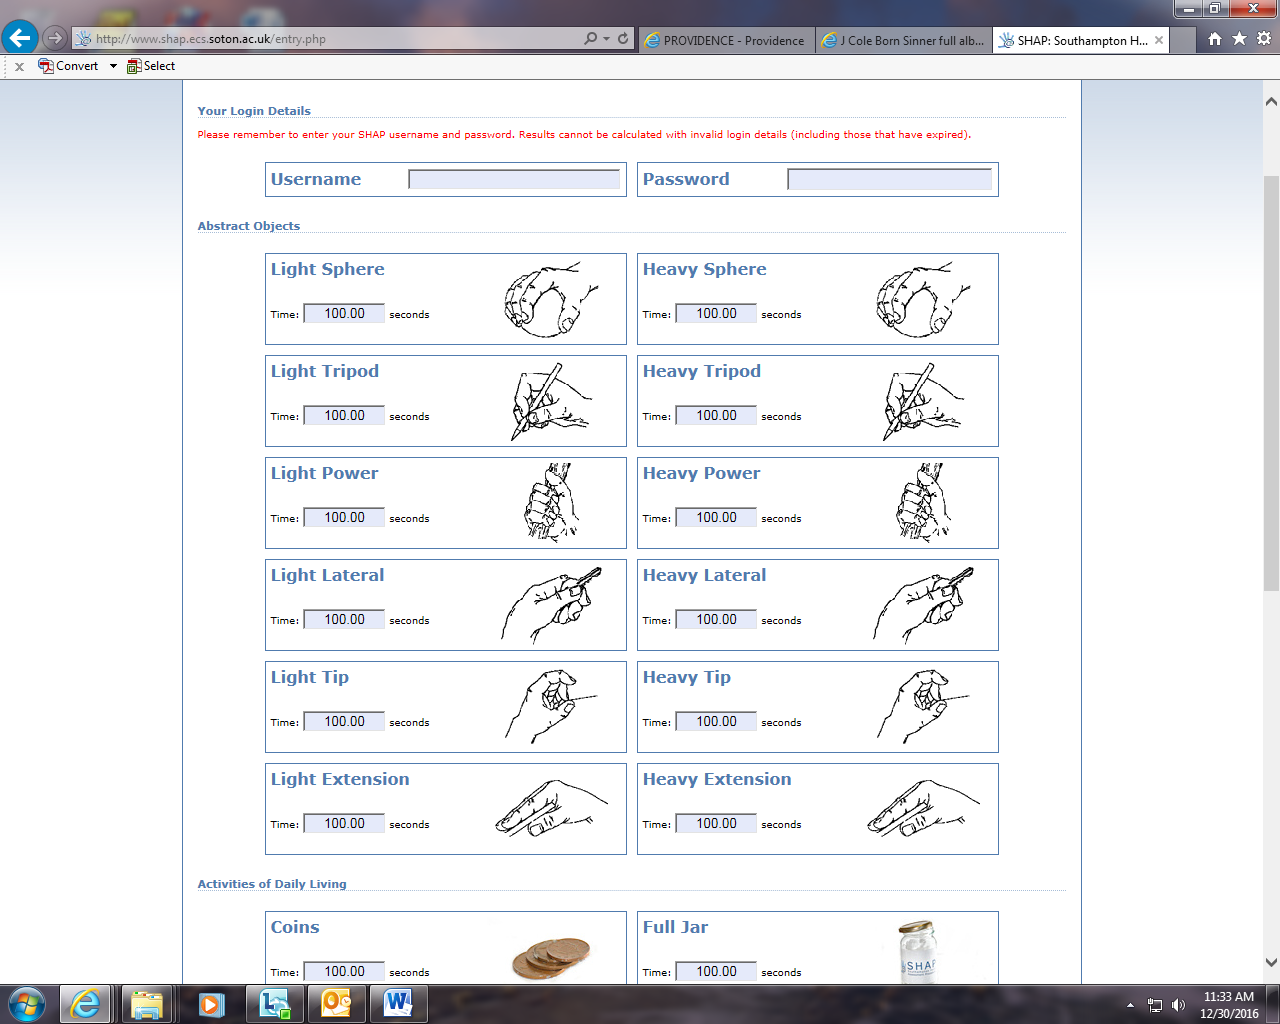 http://www.shap.ecs.soton.ac.uk/entry.php
PROVIDENCE - Providence
J Cole Born Sinner full alb...
SHAP: Southampton H...
x Convert Select
Your Login Details
Please remember to enter your SHAP username and password. Results cannot be calculated with invalid login details (including those that have expired).
Username Password
Abstract Objects
Light Sphere Heavy Sphere
Time: 100.00 seconds Time: 100.00 seconds
Light Tripod Heavy Tripod
Time: 100.00 seconds Time: 100.00 seconds
Light Power Heavy Power
Time: 100.00 seconds Time: 100.00 seconds
Light Lateral Heavy Lateral
Time: 100.00 seconds Time: 100.00 seconds
Light Tip Heavy Tip
Time: 100.00 seconds Time: 100.00 seconds
Light Extension Heavy Extension
Time: 100.00 seconds Time: 100.00 seconds
Activities of Daily Living
Coins Full Jar
SHAP
Time: 100.00 seconds Time: 100.00 seconds
11:33 AM
12/30/2016